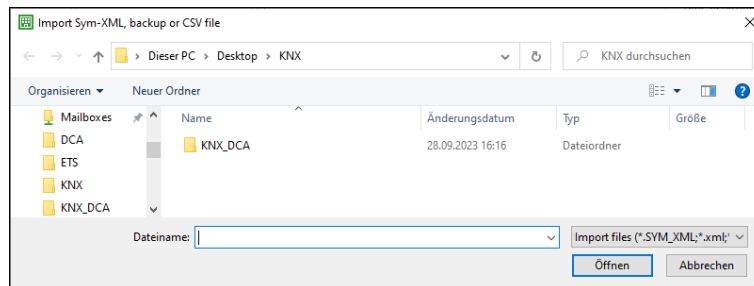 Import Sym-XML, backup or CSV file
Dieser PC > Desktop > KNX
KNX durchsuchen
Organisieren
Neuer Ordner
Name
Änderungsdatum
Typ
Größe
Mailboxes
DCA
ETS
KNX
KNX_DCA
KNX_DCA
28.09.2023 16:16
Dateiordner
Dateiname:
Import files (*.SYM_XML;*.xml;*
Öffnen
Abbrechen